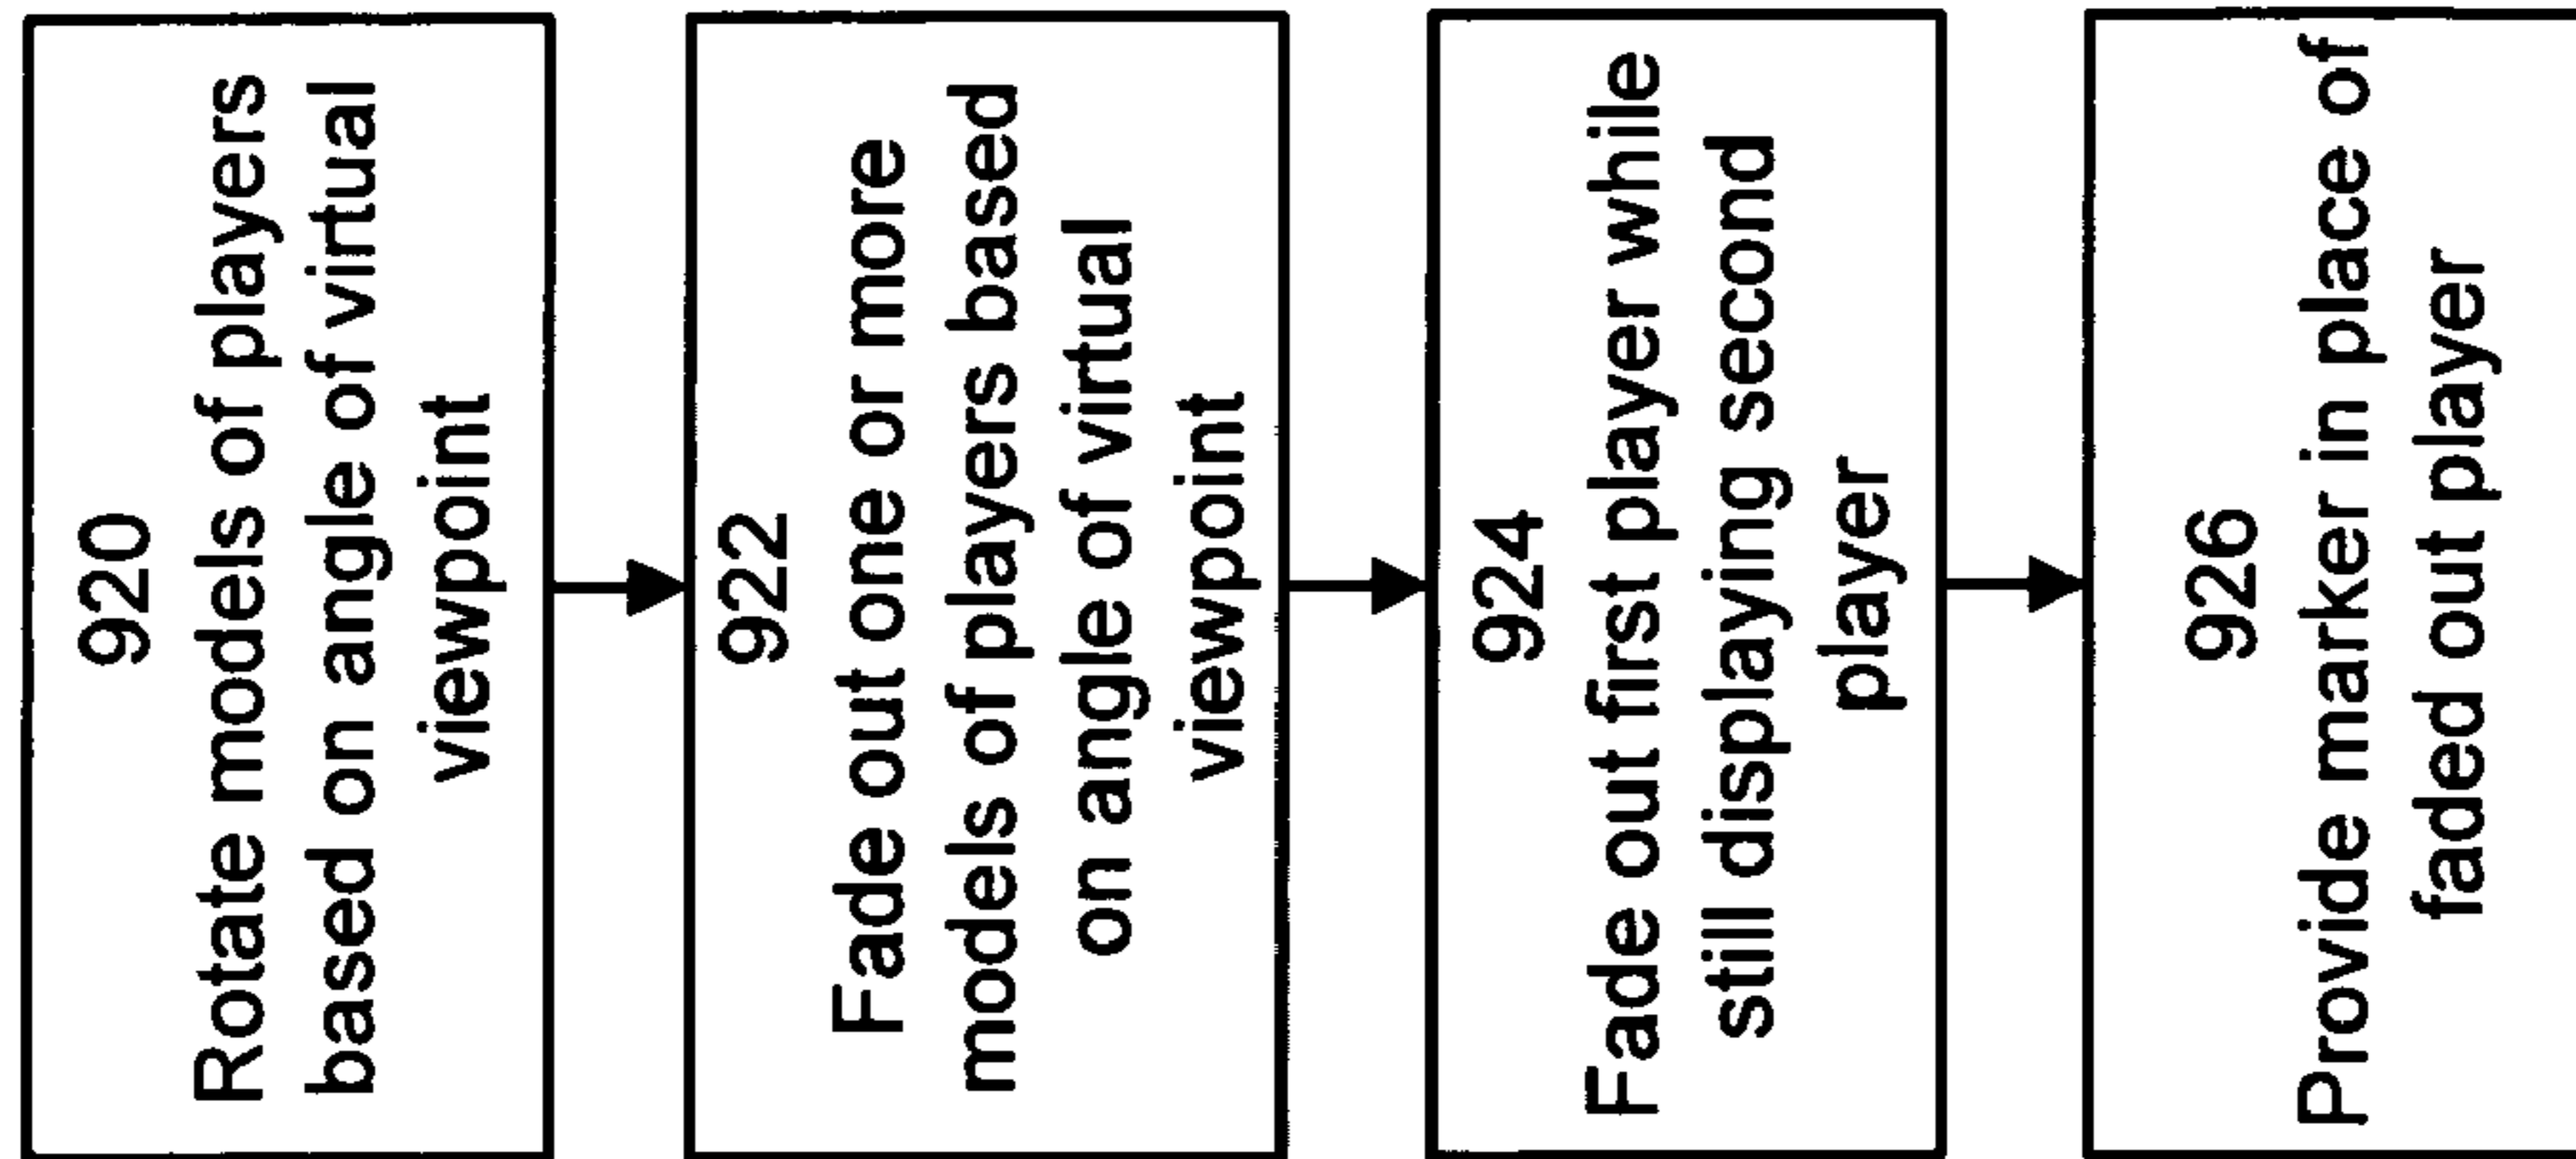 920
Rotate models of players
based on angle of virtual
viewpoint
922
Fade out one or more
models of players based
on angle of virtual
viewpoint
924
Fade out first player while
still displaying second
player
926
Provide marker in place of
faded out player